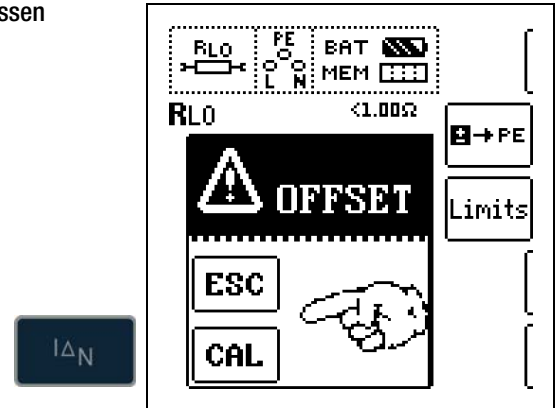 ssen
RLO
PE
L N
BAT
MEM
RLO <1.00Ω
→PE
Limits
OFFSET
ESC
CAL
IΔN